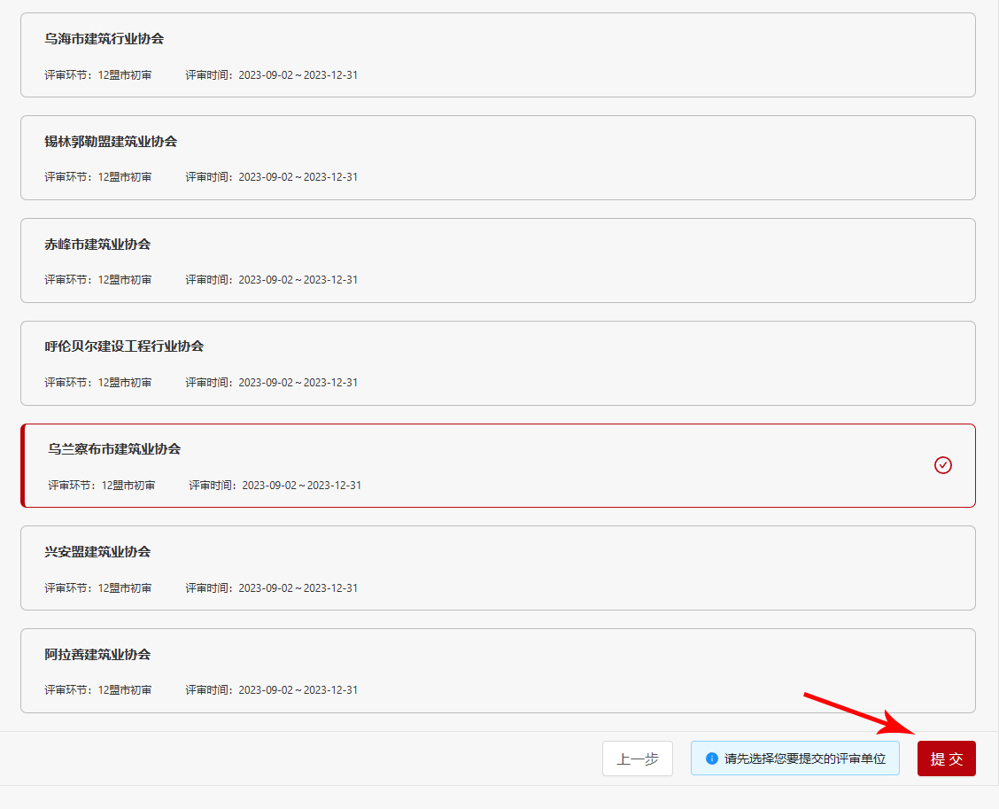 乌海市建筑行业协会
评审环节：12盟市初审 评审时间：2023-09-02～2023-12-31
锡林郭勒盟建筑业协会
评审环节：12盟市初审 评审时间：2023-09-02～2023-12-31
赤峰市建筑业协会
评审环节：12盟市初审 评审时间：2023-09-02～2023-12-31
呼伦贝尔建设工程行业协会
评审环节：12盟市初审 评审时间：2023-09-02～2023-12-31
乌兰察布市建筑业协会
评审环节：12盟市初审 评审时间：2023-09-02～2023-12-31
兴安盟建筑业协会
评审环节：12盟市初审 评审时间：2023-09-02～2023-12-31
阿拉善建筑业协会
评审环节：12盟市初审 评审时间：2023-09-02～2023-12-31
上一步 请先选择您要提交的评审单位 提交